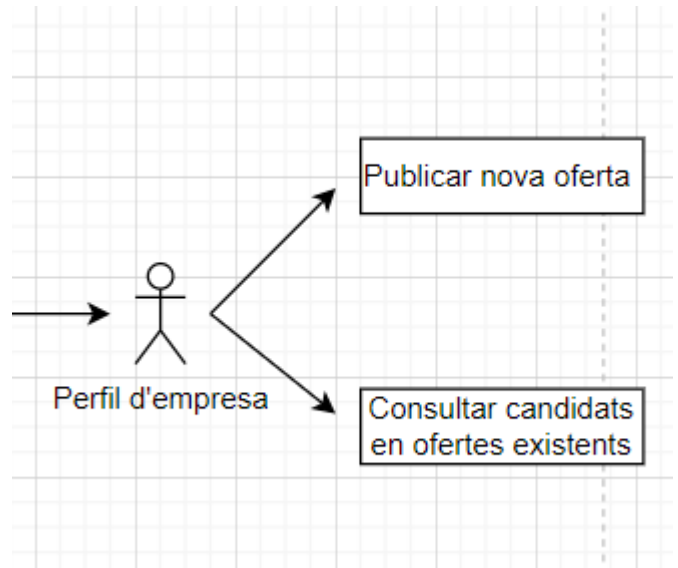 Publicar nova oferta
Perfil d'empresa
Consultar candidats
en ofertes existents